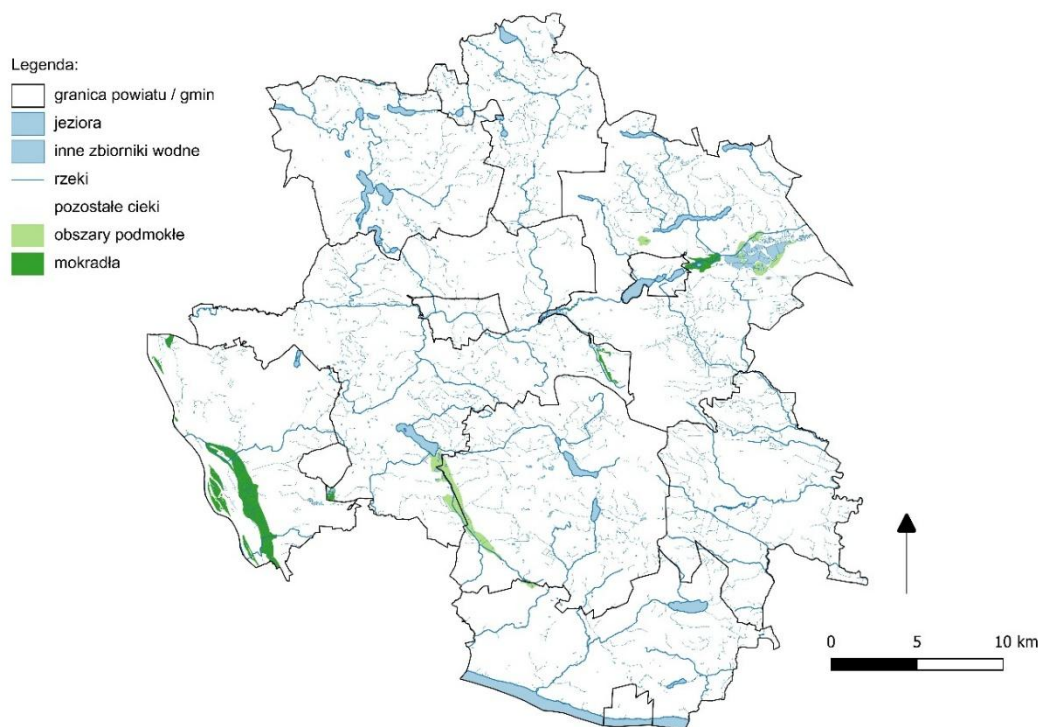 Legenda:
granica powiatu / gmin
jeziora
inne zbiorniki wodne
rzeki
pozostałe cieki
obszary podmokłe
mokradła
0 5 10 km